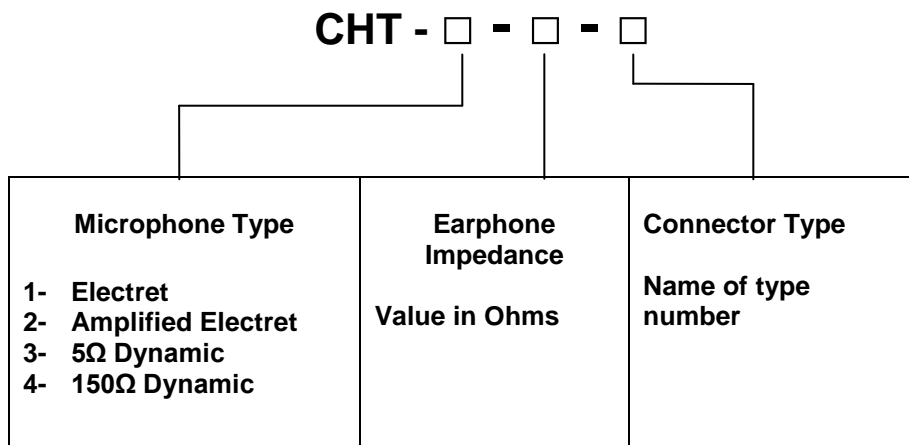 CHT - □ - □ - □
Microphone Type
1- Electret
2- Amplified Electret
3- 5Ω Dynamic
4- 150Ω Dynamic
Earphone
Impedance
Value in Ohms
Connector Type
Name of type
number